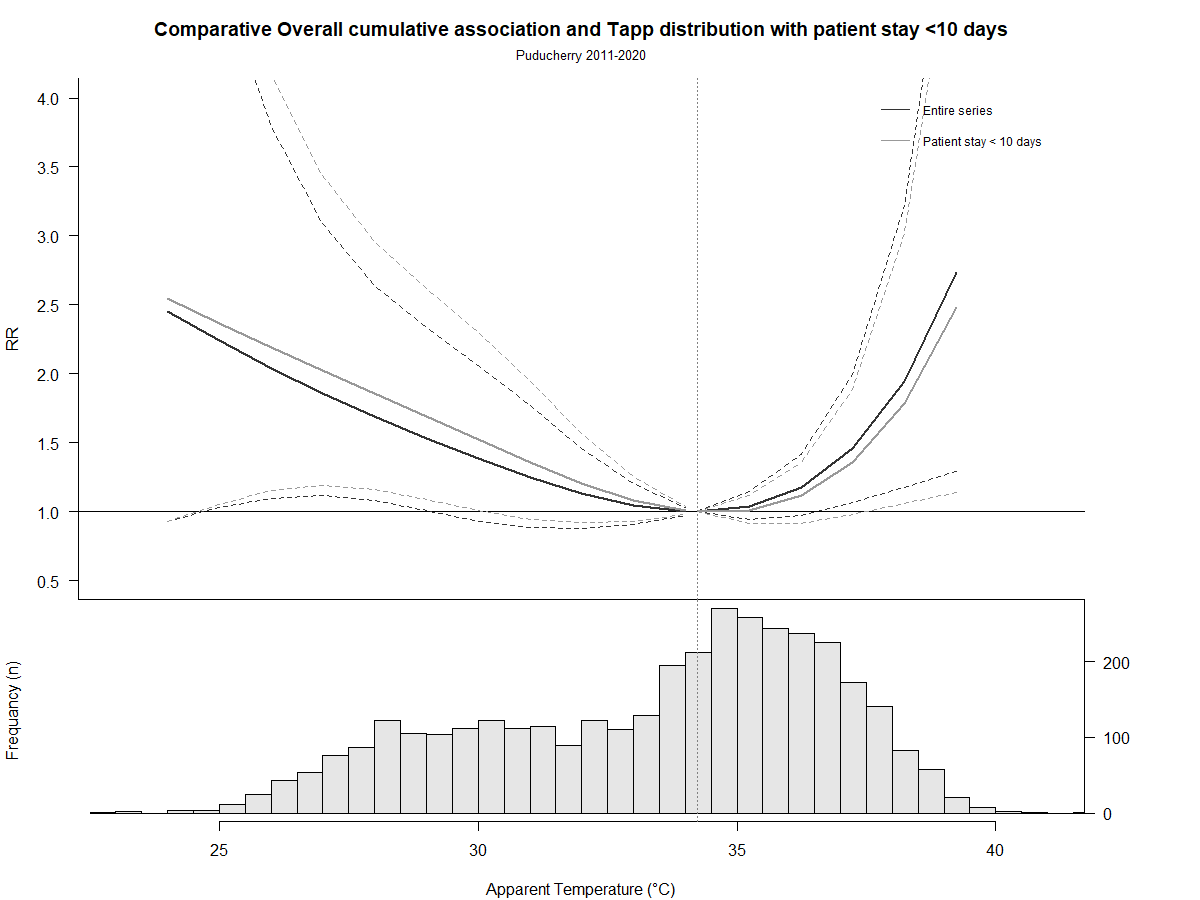 Comparative Overall cumulative association and Tapp distribution with patient stay <10 days
Puducherry 2011-2020
4.0
3.5
3.0
2.5
2.0
1.5
1.0
0.5
RR
Entire series
Patient stay < 10 days
Frequancy (n)
200
100
0
25
30
35
40
Apparent Temperature (°C)